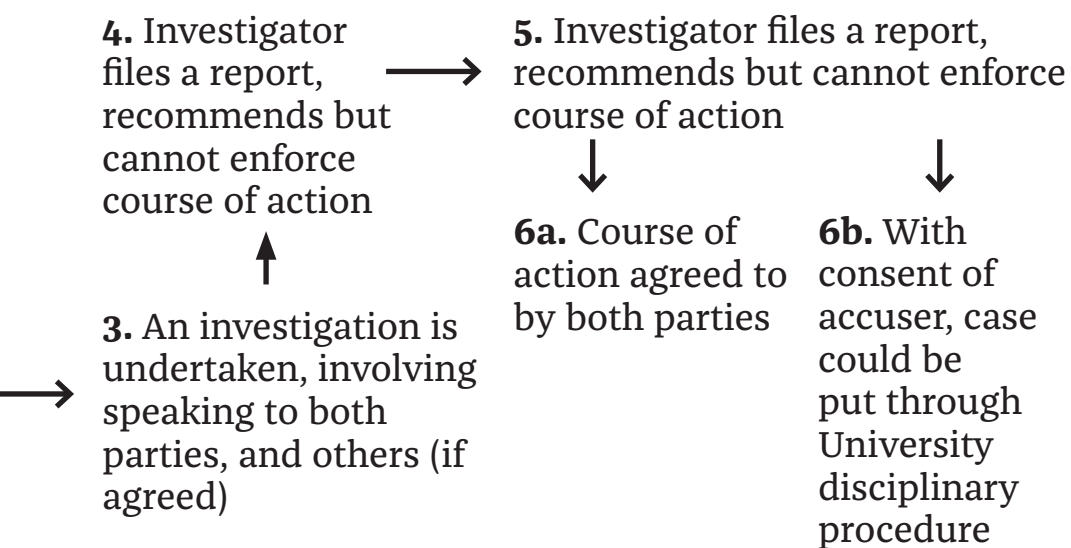 4. Investigator
files a report,
recommends but
cannot enforce
course of action
5. Investigator files a report,
recommends but cannot enforce
course of action
3. An investigation is
undertaken, involving
speaking to both
parties, and others (if
agreed)
6a. Course of
action agreed to
by both parties
6b. With
consent of
accuser, case
could be
put through
University
disciplinary
procedure